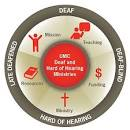 DEAF
LATE DEAFENED
DEAF-BLIND
HARD OF HEARING
Mission
Teaching
UMC
Deaf and
Hard of Hearing
Ministries
Resources
Funding
Ministry